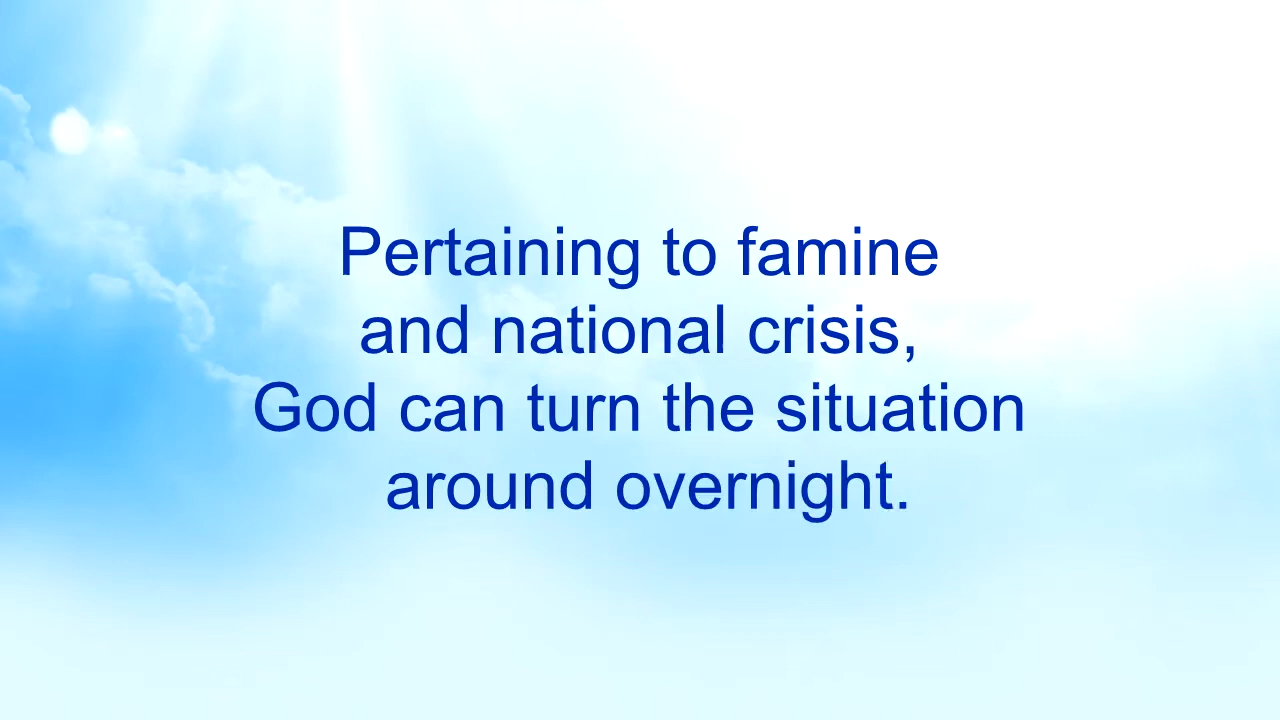 Pertaining to famine
and national crisis,
God can turn the situation
around overnight.